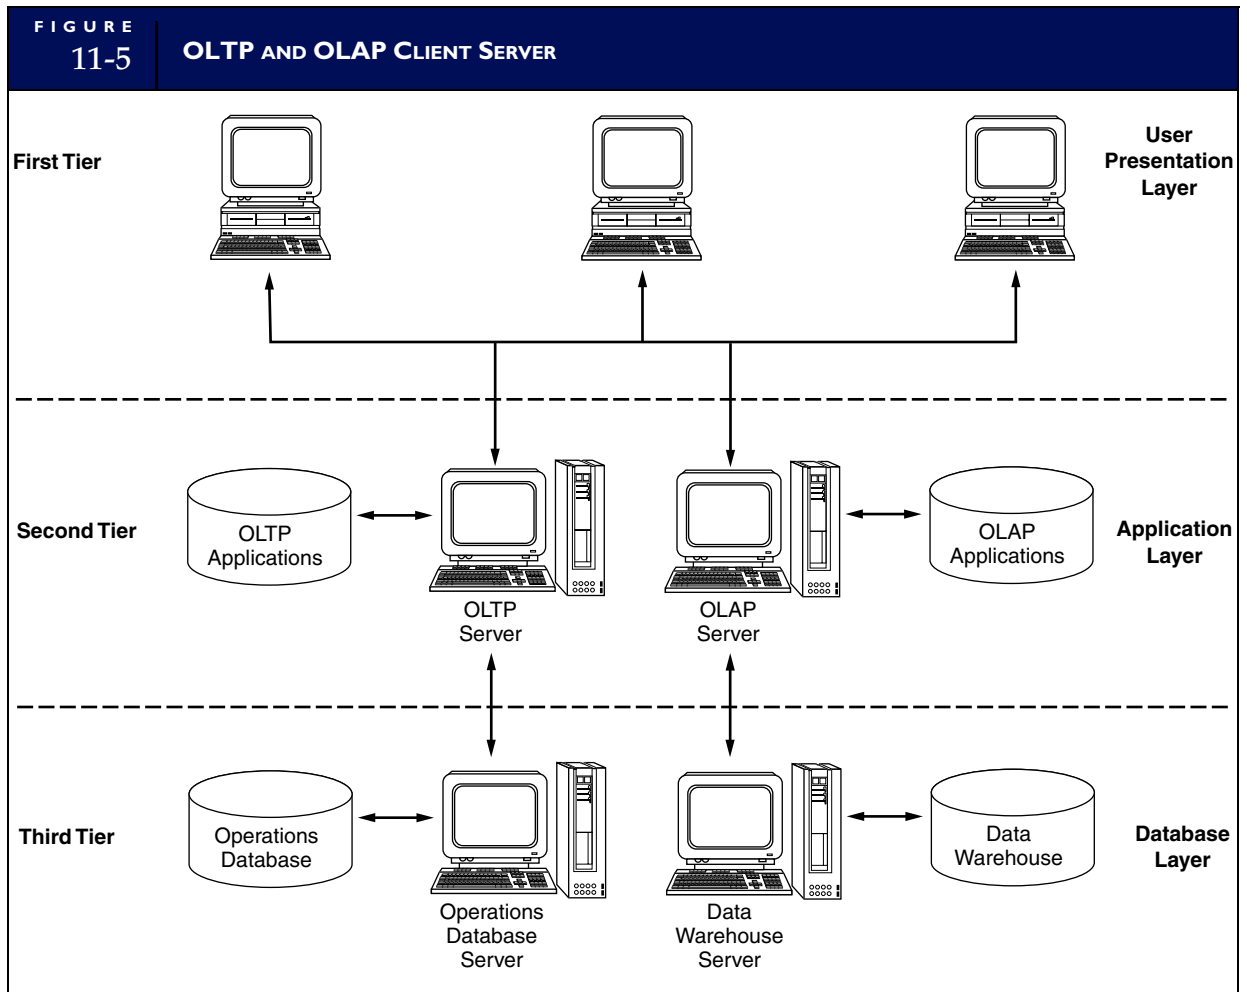 FIGURE
11-5
OLTP AND OLAP CLIENT SERVER
First Tier
User
Presentation
Layer
Second Tier
OLTP
Applications
OLTP
Server
OLAP
Server
OLAP
Applications
Application
Layer
Third Tier
Operations
Database
Operations
Database
Server
Data
Warehouse
Server
Data
Warehouse
Database
Layer